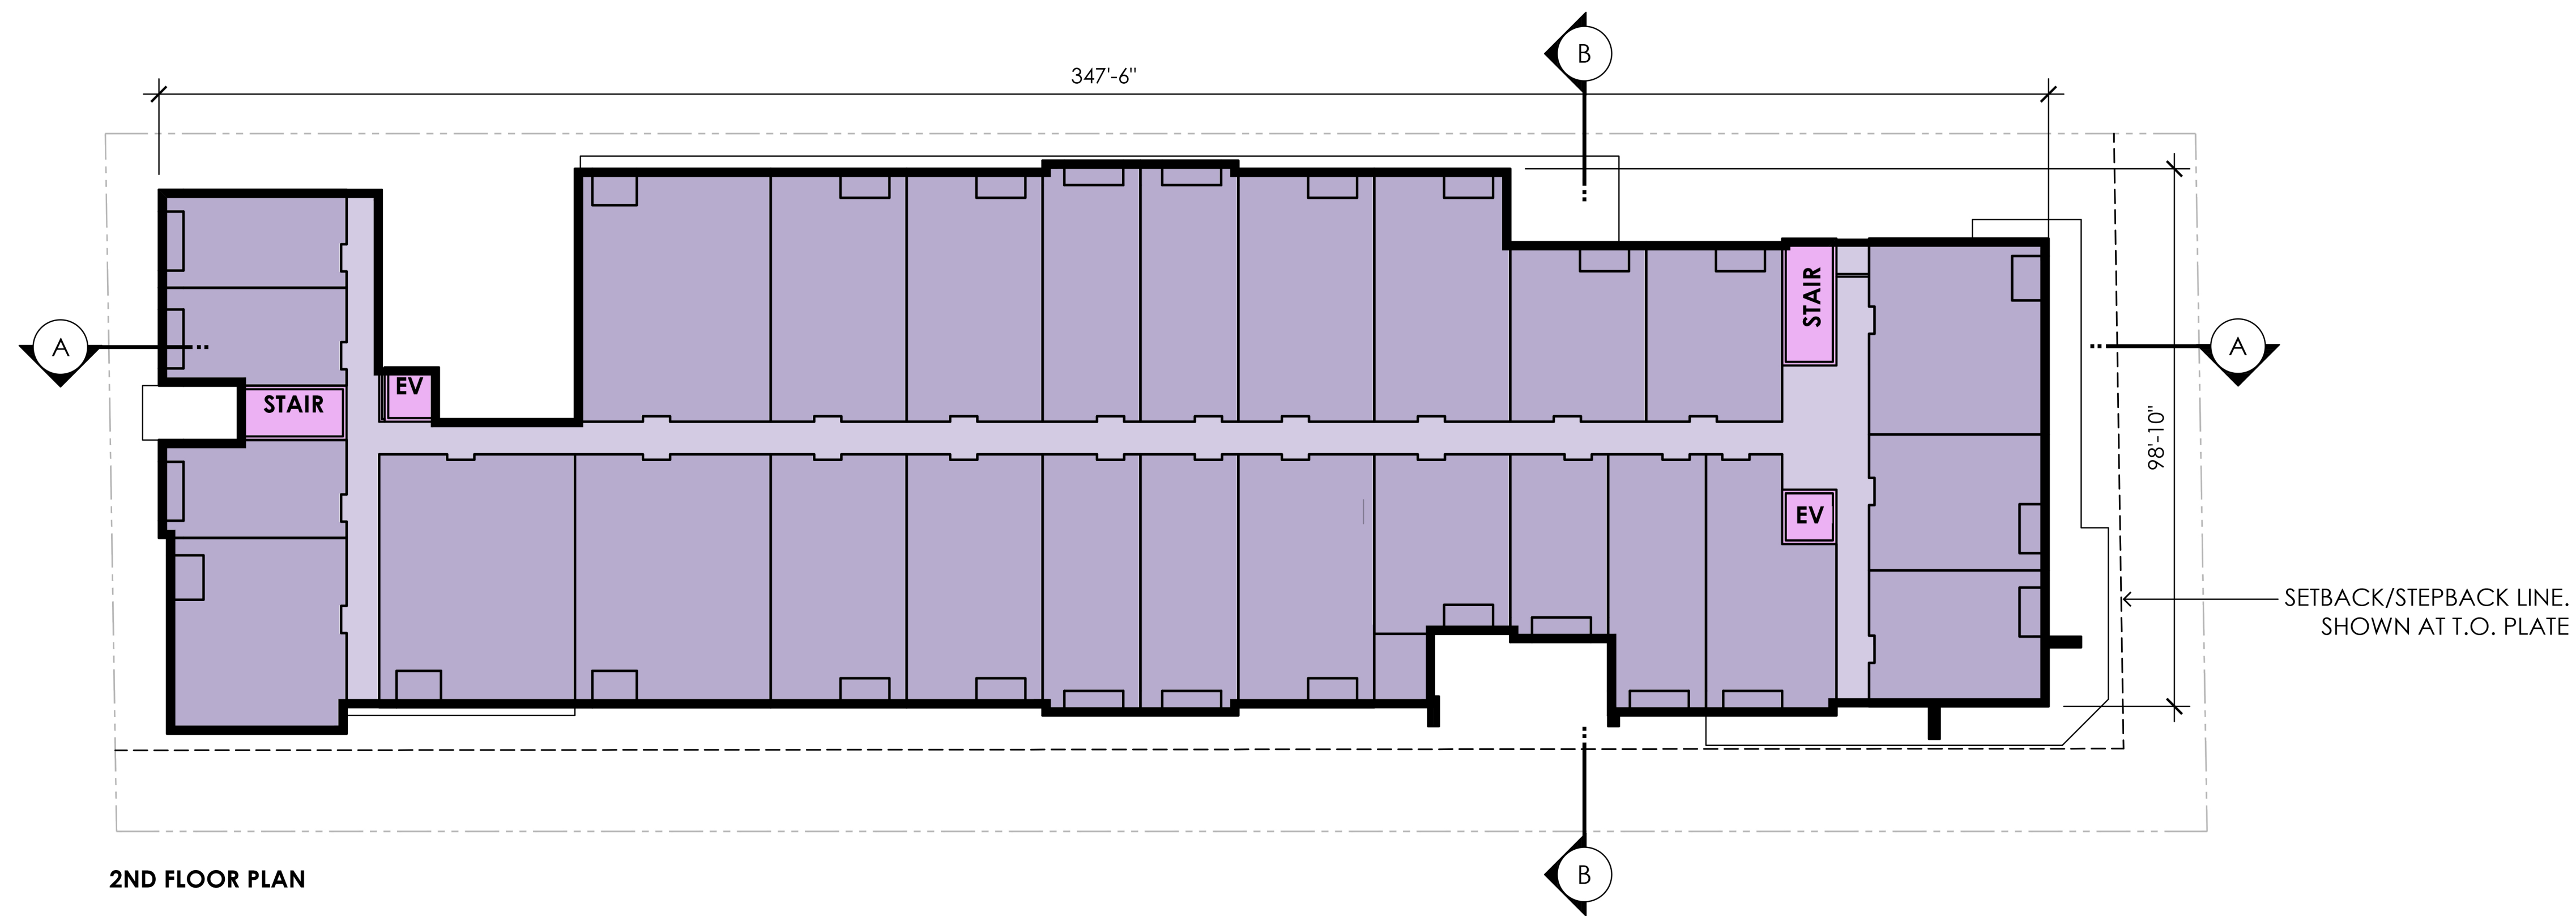 B
347'-6"
STAIR
A
EV
A
STAIR
98'-10"
EV
SETBACK/STEPBACK LINE.
SHOWN AT T.O. PLATE
B
2ND FLOOR PLAN